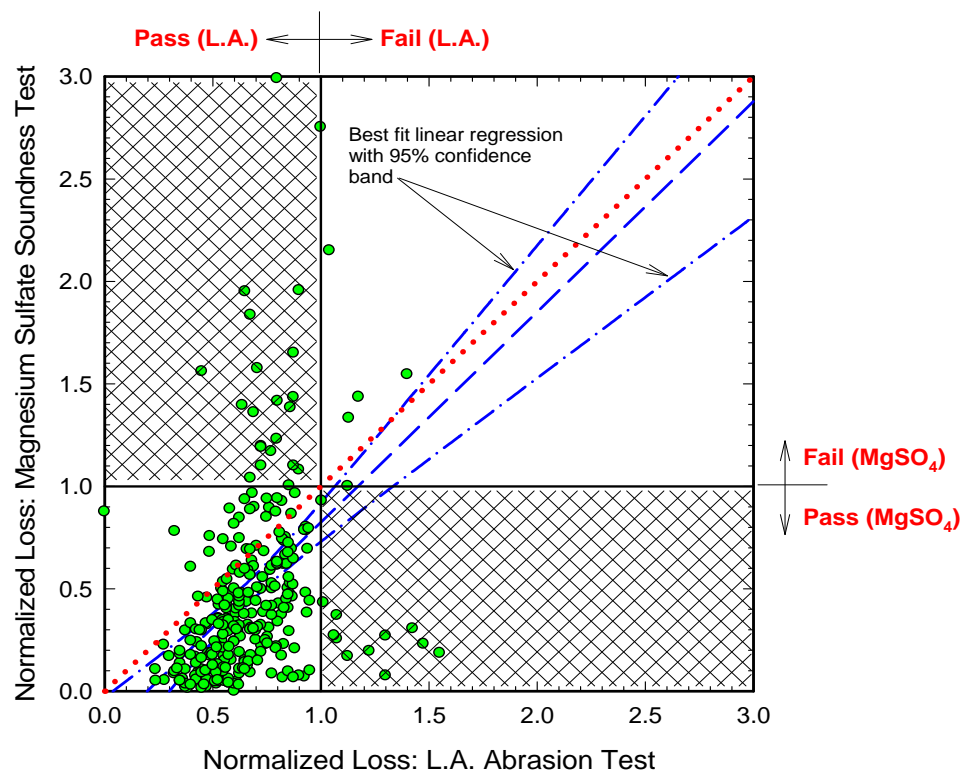 Pass (L.A.)
Fail (L.A.)
Normalized Loss: Magnesium Sulfate Soundness Test
3.0
2.5
2.0
1.5
1.0
0.5
0.0
Best fit linear regression
with 95% confidence
band
Fail (MgSO₄)
Pass (MgSO₄)
0.0 0.5 1.0 1.5 2.0 2.5 3.0
Normalized Loss: L.A. Abrasion Test